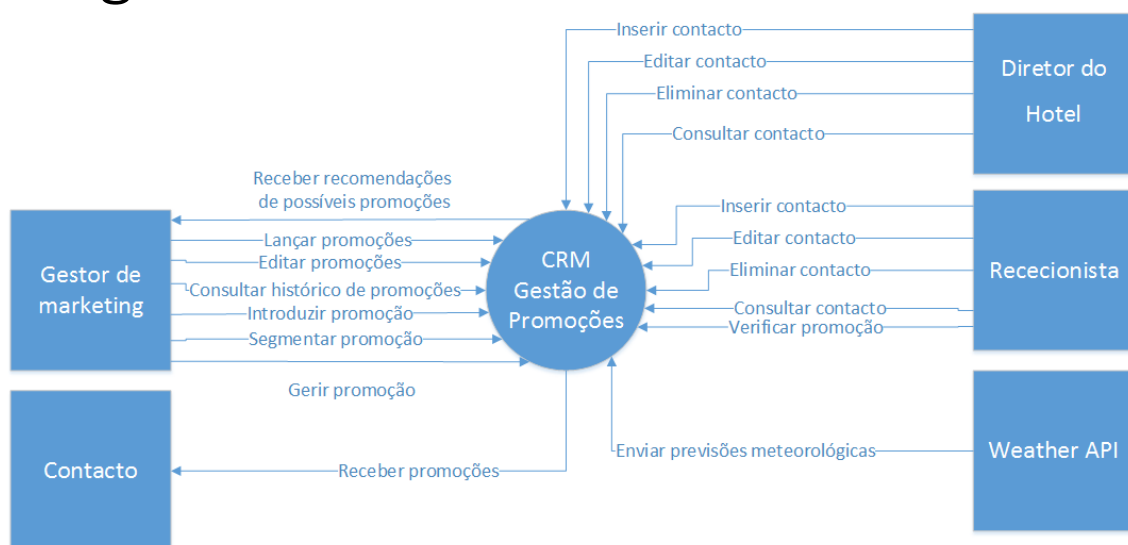 Inserir contacto
Editar contacto
Eliminar contacto
Consultar contacto
Diretor do
Hotel
Receber recomendações
de possíveis promoções
Lançar promoções
Editar promoções
Consultar histórico de promoções
Introduzir promoção
Segmentar promoção
Gerir promoção
Gestor de
marketing
CRM
Gestão de
Promoções
Inserir contacto
Editar contacto
Eliminar contacto
Consultar contacto
Verificar promoção
Rececionista
Contacto
Receber promoções
Enviar previsões meteorológicas
Weather API